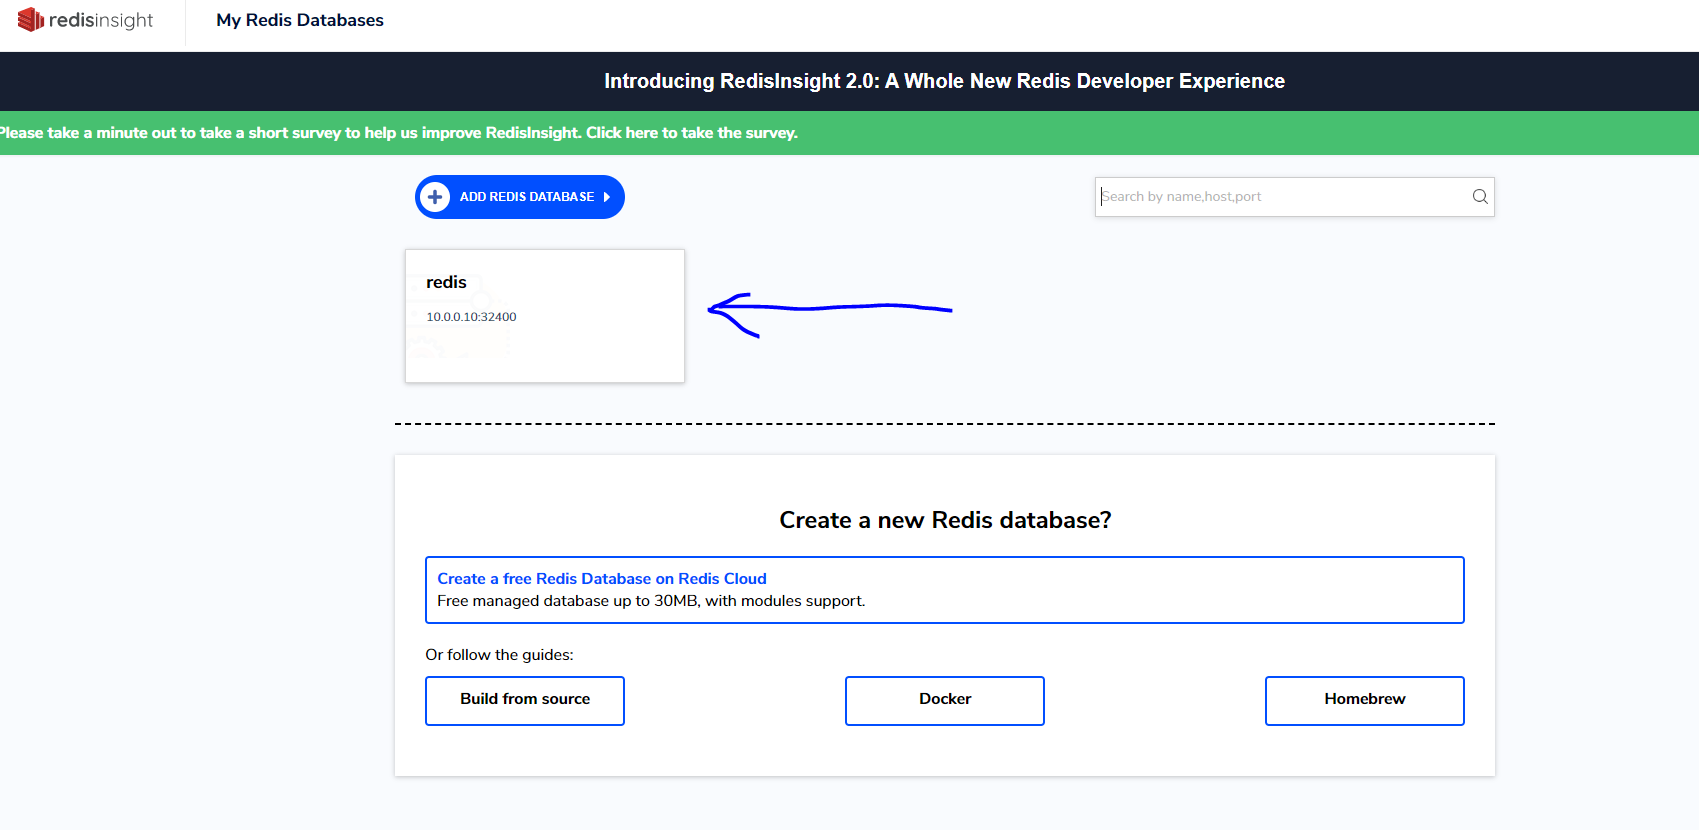 redisinsight
My Redis Databases
Introducing RedisInsight 2.0: A Whole New Redis Developer Experience
Please take a minute out to take a short survey to help us improve RedisInsight. Click here to take the survey.
ADD REDIS DATABASE
Search by name,host,port
redis
10.0.0.10:32400
Create a new Redis database?
Create a free Redis Database on Redis Cloud
Free managed database up to 30MB, with modules support.
Or follow the guides:
Build from source
Docker
Homebrew